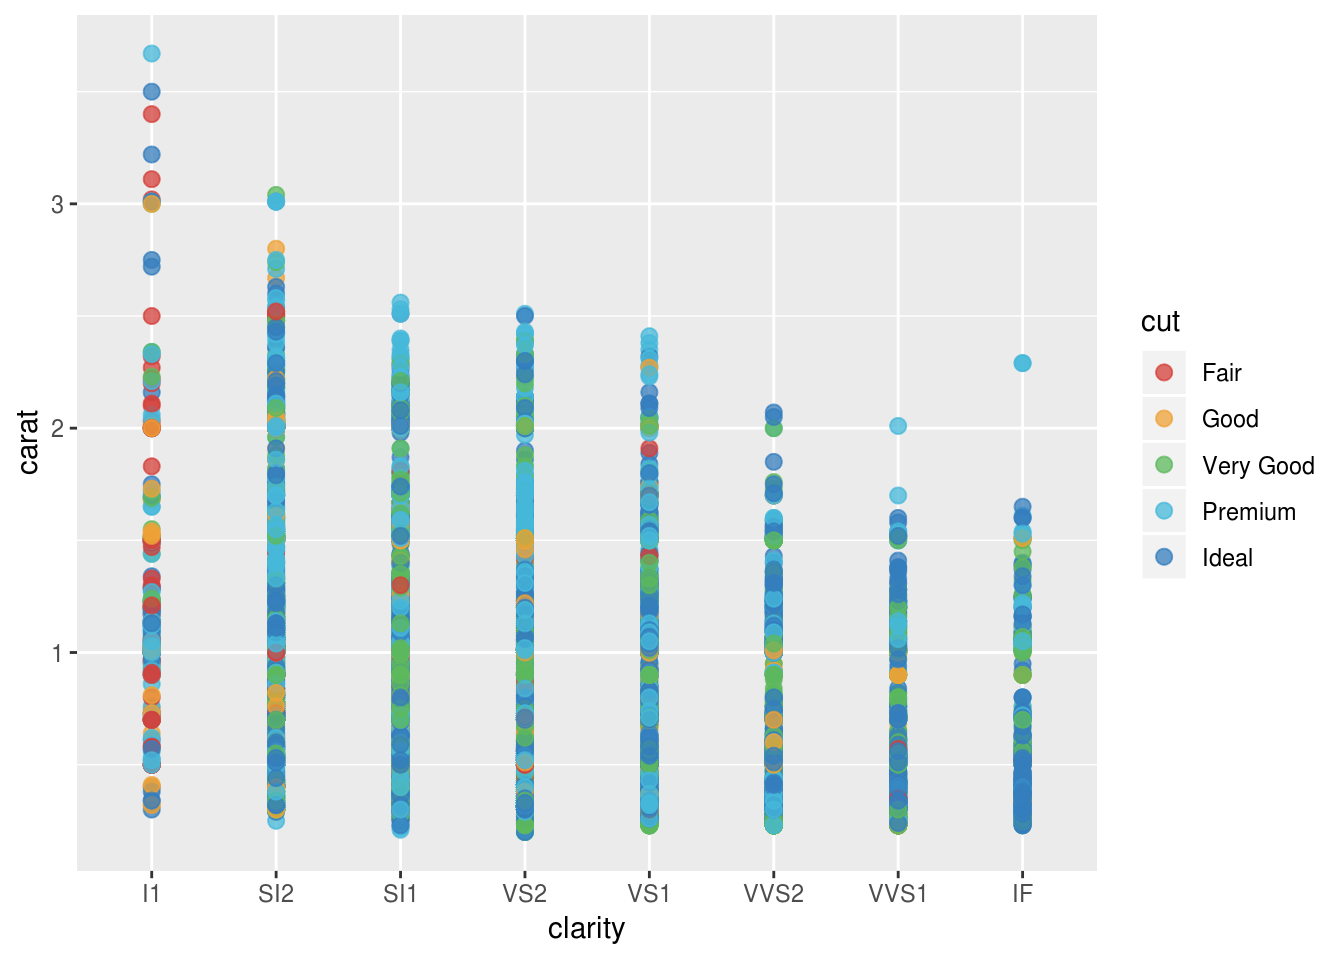 3
2
1
carat
I1 SI2 SI1 VS2 VS1 VVS2 VVS1 IF
clarity
cut
Fair
Good
Very Good
Premium
Ideal